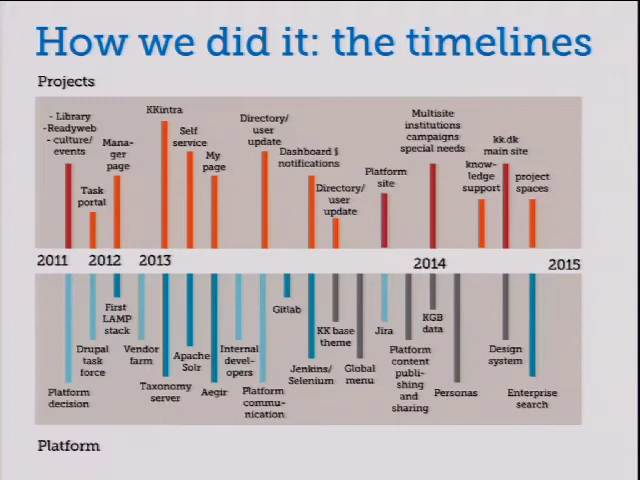 How we did it: the timelines
Projects
- Library
-Readyweb
- culture/
events
Task
portal
Mana-
ger
page
KKintra
Self
service
My
page
Directory/
user
update
Dashboard §
notifications
Directory/
user
update
Platform
site
Multisite
institutions
campaigns
special needs
know-
ledge
support
kk.dk
main site
project
spaces
2011
2012
2013
2014
2015
Platform
decision
Drupal
task
force
First
LAMP
stack
Vendor
farm
Taxonomy
server
Apache
Solr
Aegir
Internal
devel-
opers
Platform
commu-
nication
Gitlab
Jenkins/
Selenium
KK base
theme
Global
menu
Jira
Platform
content
publi-
shing
and
sharing
KGB
data
Personas
Design
system
Enterprise
search
Platform